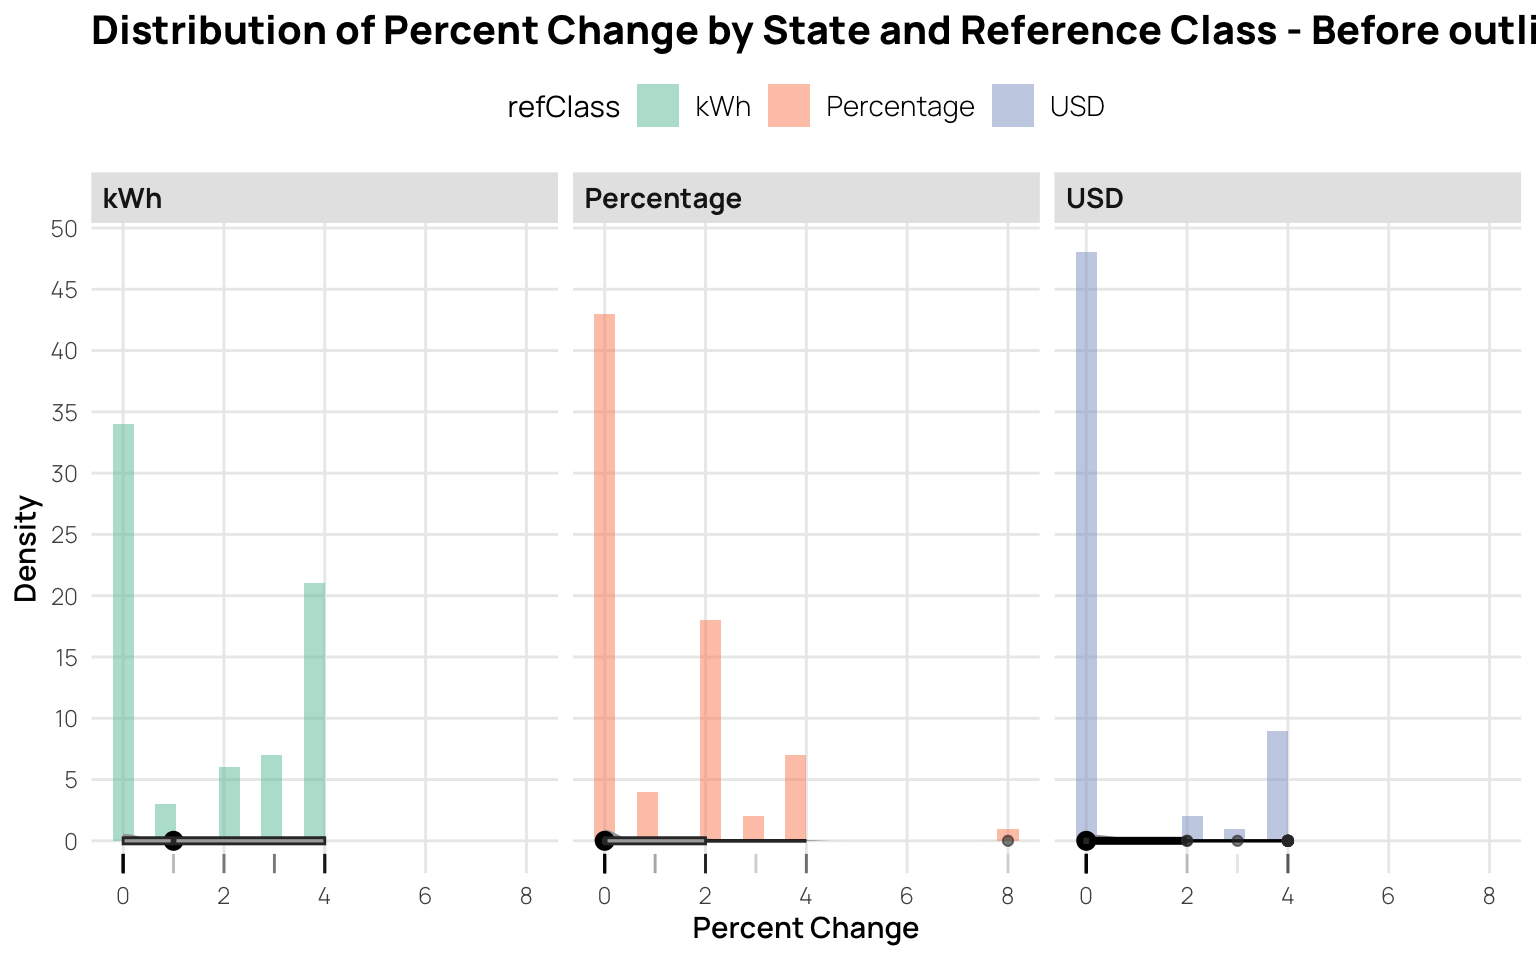 Distribution of Percent Change by State and Reference Class - Before outli
refClass kWh Percentage USD
kWh Percentage USD
50
45
40
35
30
25
20
15
10
5
0
Density
0 2 4 6 8 0 2 4 6 8 0 2 4 6 8
Percent Change